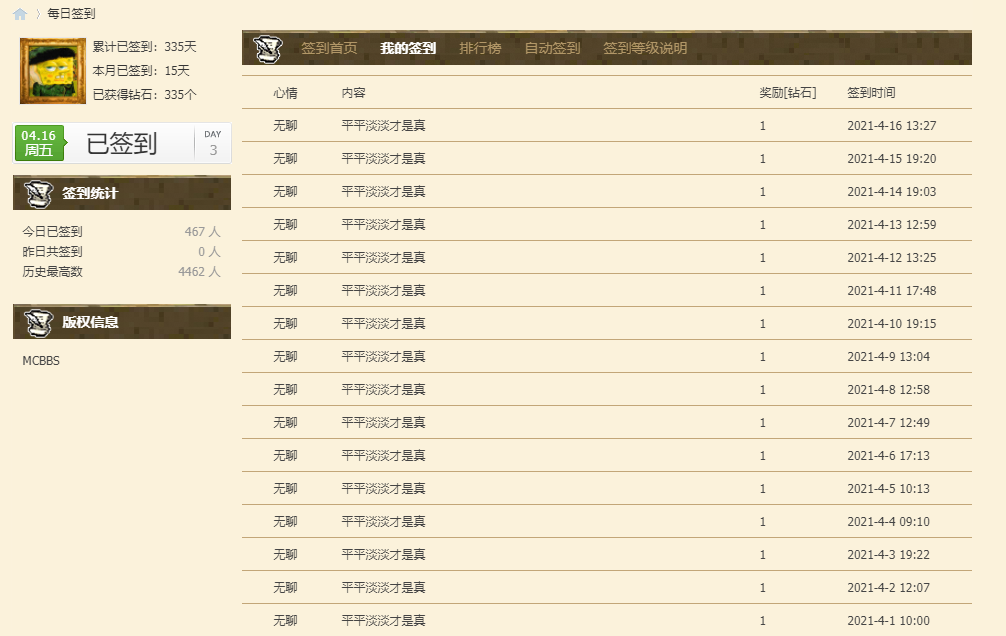 每日签到
累计已签到：335天
本月已签到：15天
已获得钻石：335个
04.16
周五
已签到
DAY
3
签到统计
今日已签到 467 人
昨日共签到 0 人
历史最高数 4462 人
版权信息
MCBBS
签到首页 我的签到 排行榜 自动签到 签到等级说明
心情 内容 奖励[钻石] 签到时间
无聊 平平淡淡才是真 1 2021-4-16 13:27
无聊 平平淡淡才是真 1 2021-4-15 19:20
无聊 平平淡淡才是真 1 2021-4-14 19:03
无聊 平平淡淡才是真 1 2021-4-13 12:59
无聊 平平淡淡才是真 1 2021-4-12 13:25
无聊 平平淡淡才是真 1 2021-4-11 17:48
无聊 平平淡淡才是真 1 2021-4-10 19:15
无聊 平平淡淡才是真 1 2021-4-9 13:04
无聊 平平淡淡才是真 1 2021-4-8 12:58
无聊 平平淡淡才是真 1 2021-4-7 12:49
无聊 平平淡淡才是真 1 2021-4-6 17:13
无聊 平平淡淡才是真 1 2021-4-5 10:13
无聊 平平淡淡才是真 1 2021-4-4 09:10
无聊 平平淡淡才是真 1 2021-4-3 19:22
无聊 平平淡淡才是真 1 2021-4-2 12:07
无聊 平平淡淡才是真 1 2021-4-1 10:00